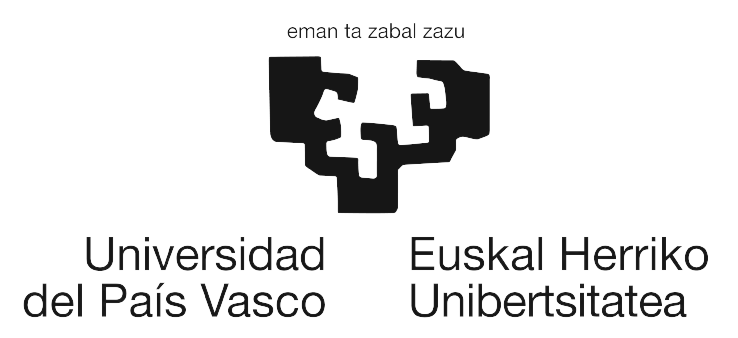 eman ta zabal zazu
Universidad
del País Vasco
Euskal Herriko
Unibertsitatea